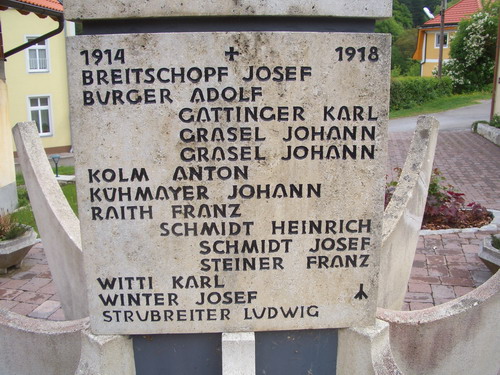 1914 1918
BREITSCHOPF JOSEF
BURGER ADOLF
GATTINGER KARL
GRASEL JOHANN
GRASEL JOHANN
KOLM ANTON
KÜHMAYER JOHANN
RAITH FRANZ
SCHMIDT HEINRICH
SCHMIDT JOSEF
STEINER FRANZ
WITTI KARL
WINTER JOSEF
STRUBREITER LUDWIG